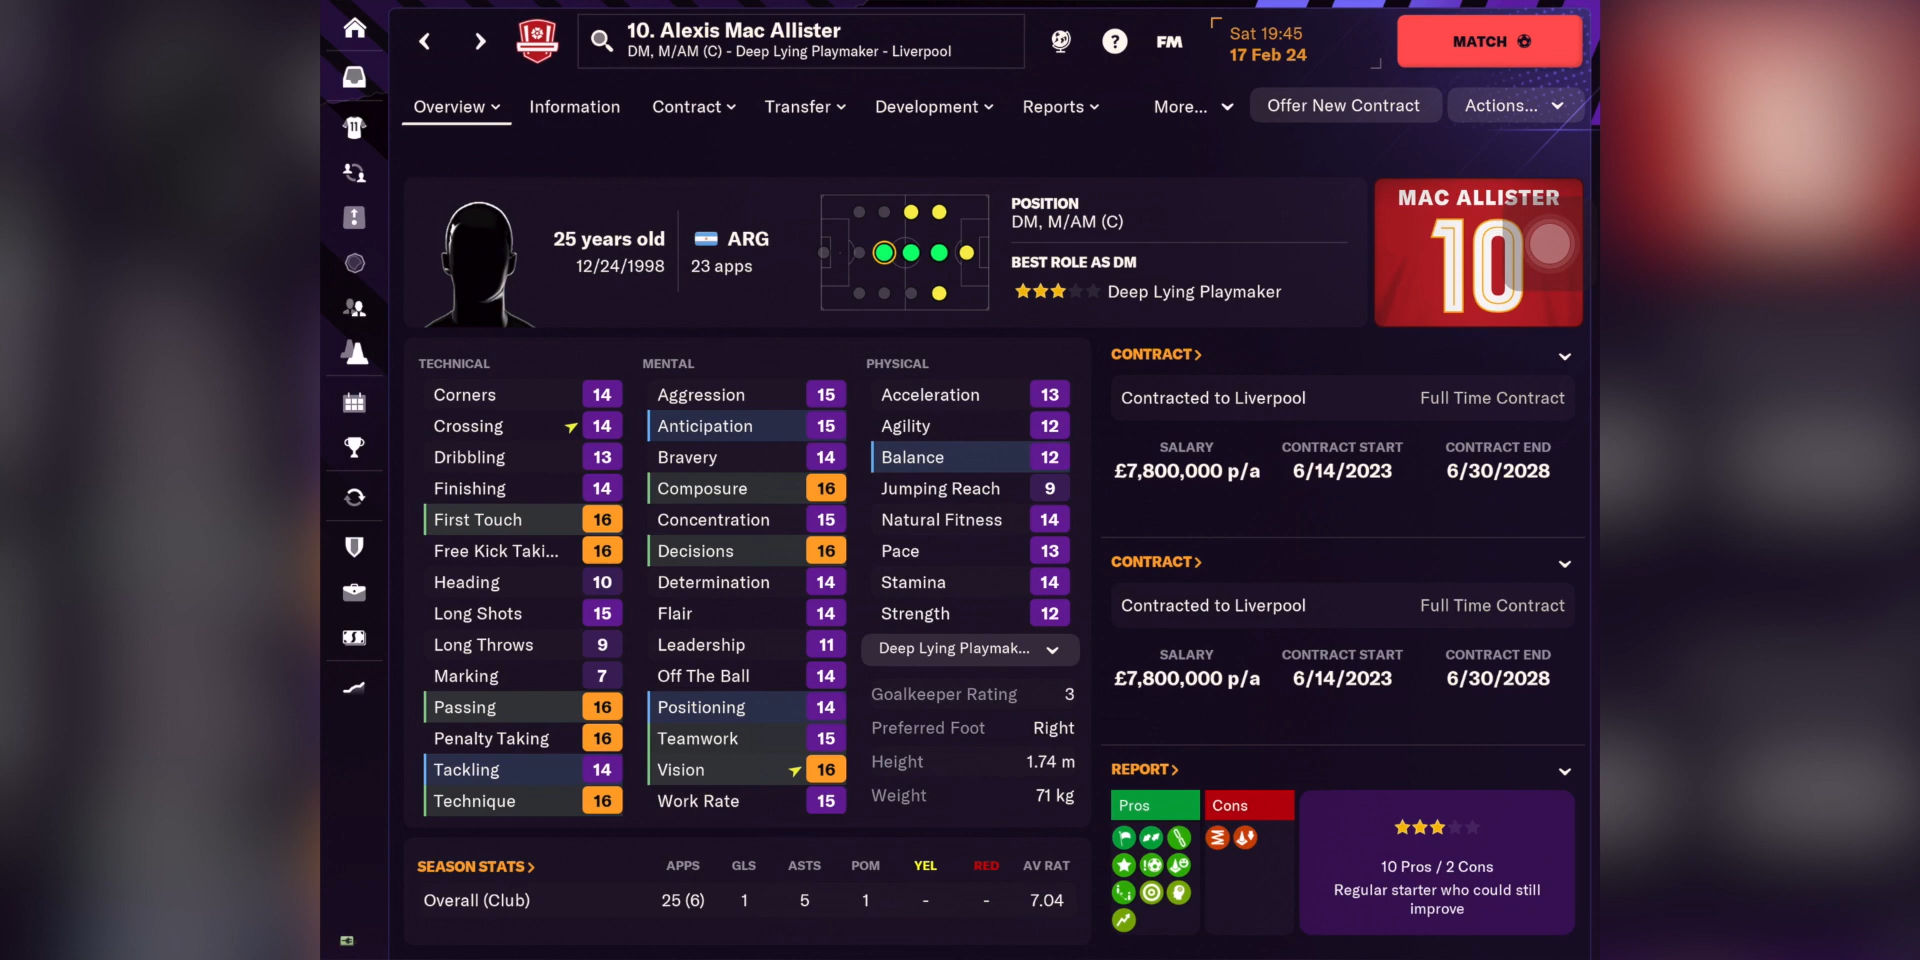 10. Alexis Mac Allister
DM, M/AM (C) - Deep Lying Playmaker - Liverpool
?
FM
Sat 19:45
17 Feb 24
MATCH
Overview
Information
Contract
Transfer
Development
Reports
More...
Offer New Contract
Actions...
11
25 years old
12/24/1998
ARG
23 apps
POSITION
DM, M/AM (C)
BEST ROLE AS DM
Deep Lying Playmaker
MAC ALLISTER
10
TECHNICAL
Corners 14
Crossing 14
Dribbling 13
Finishing 14
First Touch 16
Free Kick Taki... 16
Heading 10
Long Shots 15
Long Throws 9
Marking 7
Passing 16
Penalty Taking 16
Tackling 14
Technique 16
MENTAL
Aggression 15
Anticipation 15
Bravery 14
Composure 16
Concentration 15
Decisions 16
Determination 14
Flair 14
Leadership 11
Off The Ball 14
Positioning 14
Teamwork 15
Vision 16
Work Rate 15
PHYSICAL
Acceleration 13
Agility 12
Balance 12
Jumping Reach 9
Natural Fitness 14
Pace 13
Stamina 14
Strength 12
Deep Lying Playmak...
Goalkeeper Rating 3
Preferred Foot Right
Height 1.74 m
Weight 71 kg
CONTRACT>
Contracted to Liverpool Full Time Contract
SALARY CONTRACT START CONTRACT END
£7,800,000 p/a 6/14/2023 6/30/2028
CONTRACT>
Contracted to Liverpool Full Time Contract
SALARY CONTRACT START CONTRACT END
£7,800,000 p/a 6/14/2023 6/30/2028
REPORT>
Pros Cons
10 Pros / 2 Cons
Regular starter who could still
improve
SEASON STATS> APPS GLS ASTS POM YEL RED AV RAT
Overall (Club) 25 (6) 1 5 1 - - 7.04